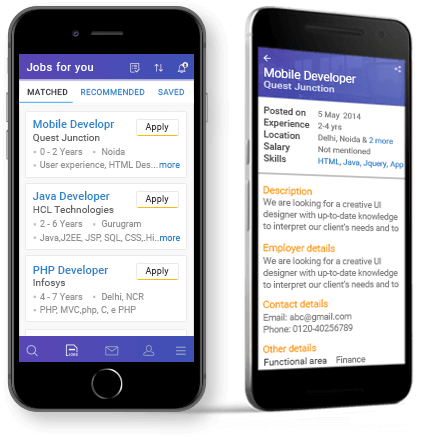 Jobs for you
MATCHED RECOMMENDED SAVED
Mobile Developr
Quest Junction
Apply
0 - 2 Years • Noida
User experience, HTML Des... more
Java Developer
HCL Technologies
Apply
2 - 6 Years • Gurugram
Java,J2EE, JSP, SQL, CSS,.Hi.. more
PHP Developer
Infosys
Apply
4 - 7 Years • Delhi, NCR
PHP, MVC,php, C, e PHP
JOBS
Mobile Developer
Quest Junction
Posted on 5 May 2014
Experience 2-4 yrs
Location Delhi, Noida & 2 more
Salary Not mentioned
Skills HTML, Java, Jquery, App
Description
We are looking for a creative UI
designer with up-to-date knowledge
to interpret our client's needs and to
Employer details
We are looking for a creative UI
designer with up-to-date knowledge
to interpret our client's needs and to
Contact details
Email: abc@gmail.com
Phone: 0120-40256789
Other details
Functional area Finance